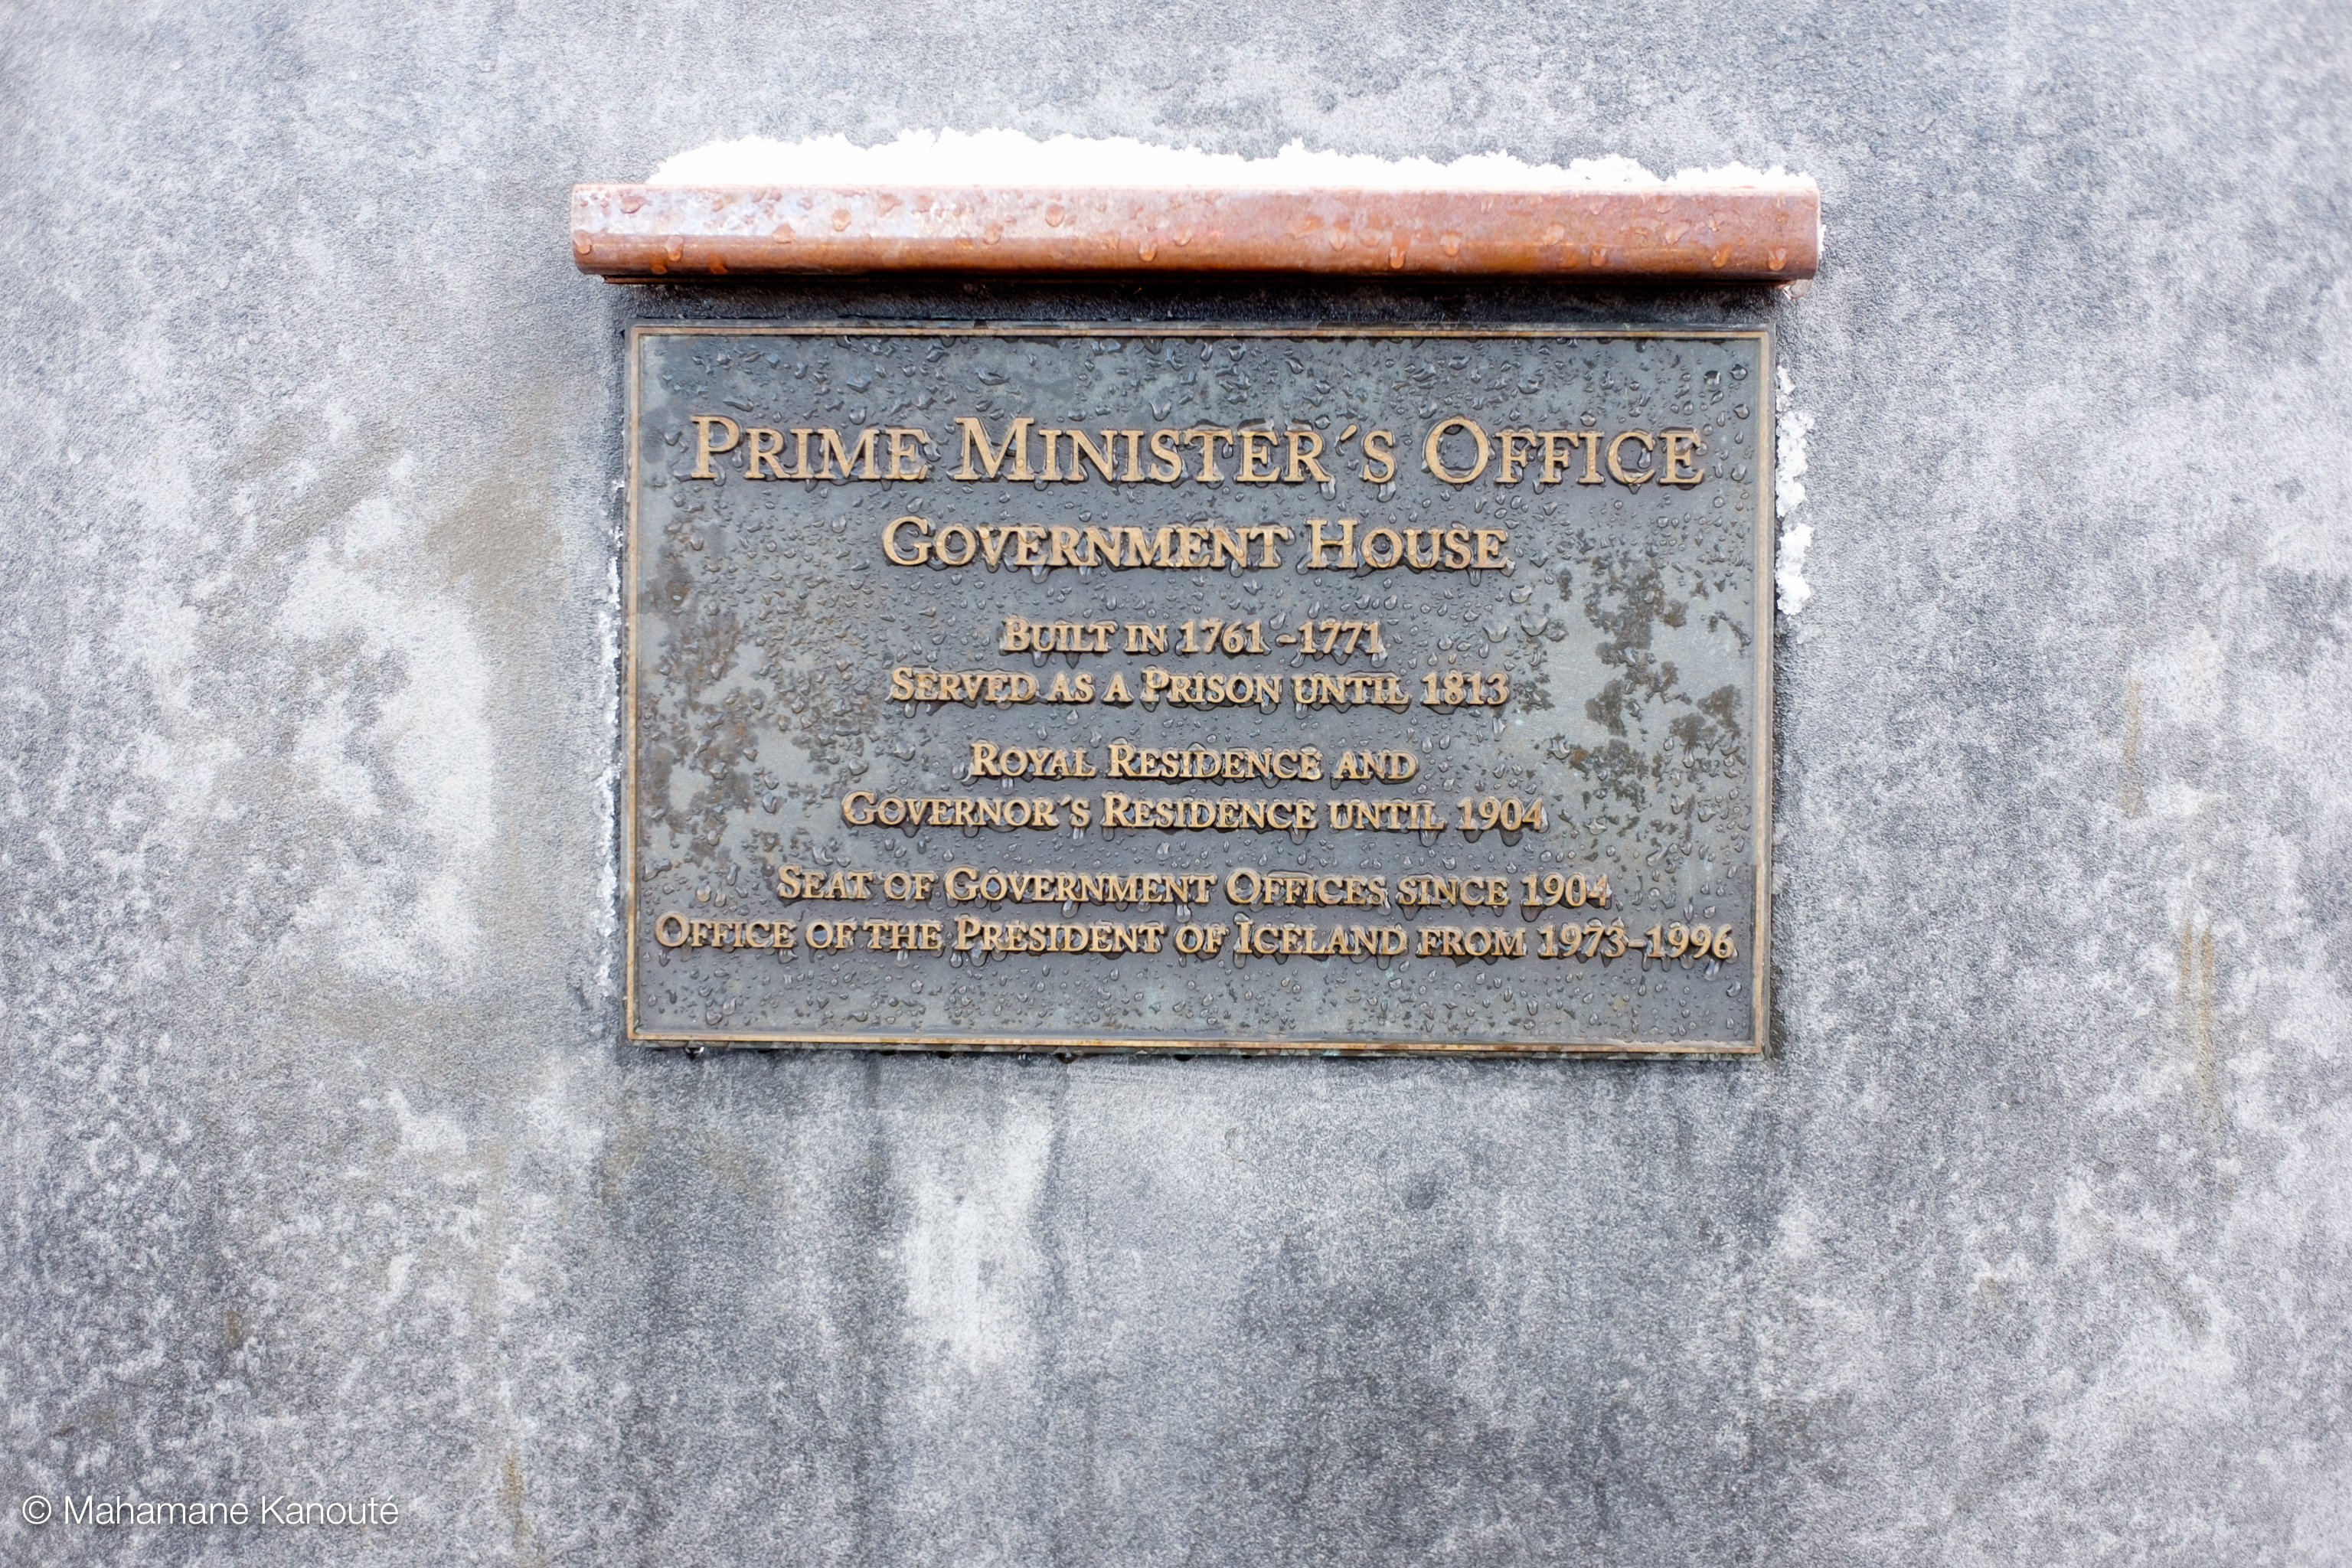 PRIME MINISTER´S OFFICE
GOVERNMENT HOUSE
BUILT IN 1761-1771
SERVED AS A PRISON UNTIL 1813
ROYAL RESIDENCE AND
GOVERNOR´S RESIDENCE UNTIL 1904
SEAT OF GOVERNMENT OFFICES SINCE 1904
OFFICE OF THE PRESIDENT OF ICELAND FROM 1973-1996
© Mahamane Kanouté